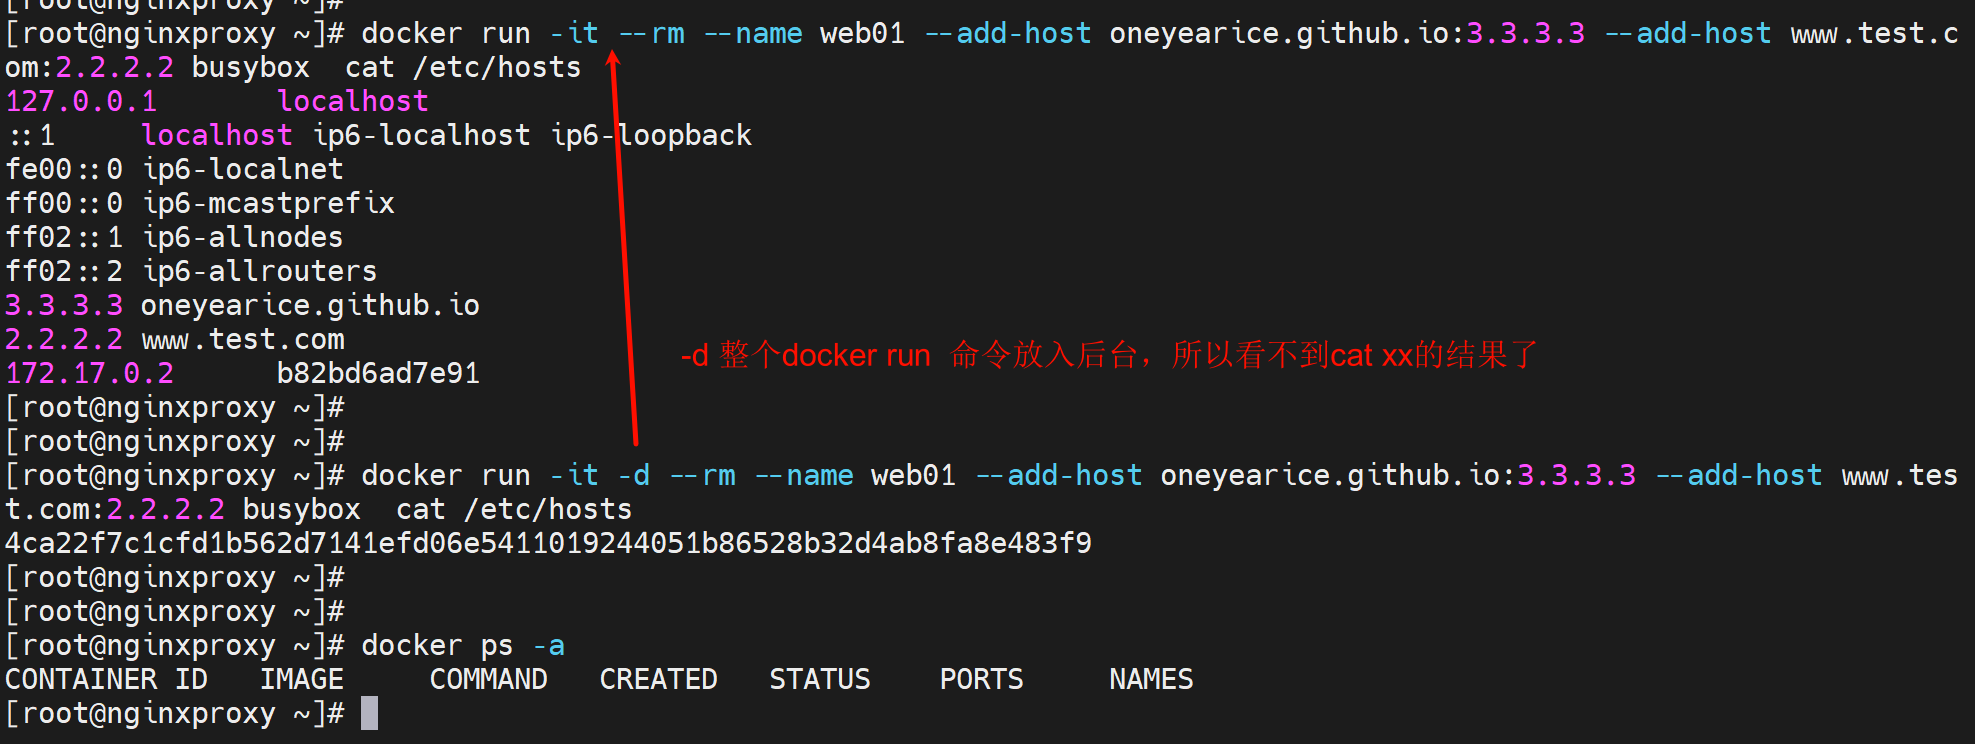 [root@nginxproxy ~]#
[root@nginxproxy ~]# docker run -it --rm --name web01 --add-host oneyearice.github.io:3.3.3.3 --add-host www.test.c
om:2.2.2.2 busybox  cat /etc/hosts
127.0.0.1       localhost
::1     localhost ip6-localhost ip6-loopback
fe00::0 ip6-localnet
ff00::0 ip6-mcastprefix
ff02::1 ip6-allnodes
ff02::2 ip6-allrouters
3.3.3.3 oneyearice.github.io
2.2.2.2 www.test.com
-d 整个docker run  命令放入后台，所以看不到cat xx的结果了
172.17.0.2      b82bd6ad7e91
[root@nginxproxy ~]#
[root@nginxproxy ~]#
[root@nginxproxy ~]# docker run -it -d --rm --name web01 --add-host oneyearice.github.io:3.3.3.3 --add-host www.tes
t.com:2.2.2.2 busybox  cat /etc/hosts
4ca22f7c1cfd1b562d7141efd06e5411019244051b86528b32d4ab8fa8e483f9
[root@nginxproxy ~]#
[root@nginxproxy ~]#
[root@nginxproxy ~]# docker ps -a
CONTAINER ID   IMAGE     COMMAND   CREATED   STATUS    PORTS     NAMES
[root@nginxproxy ~]#